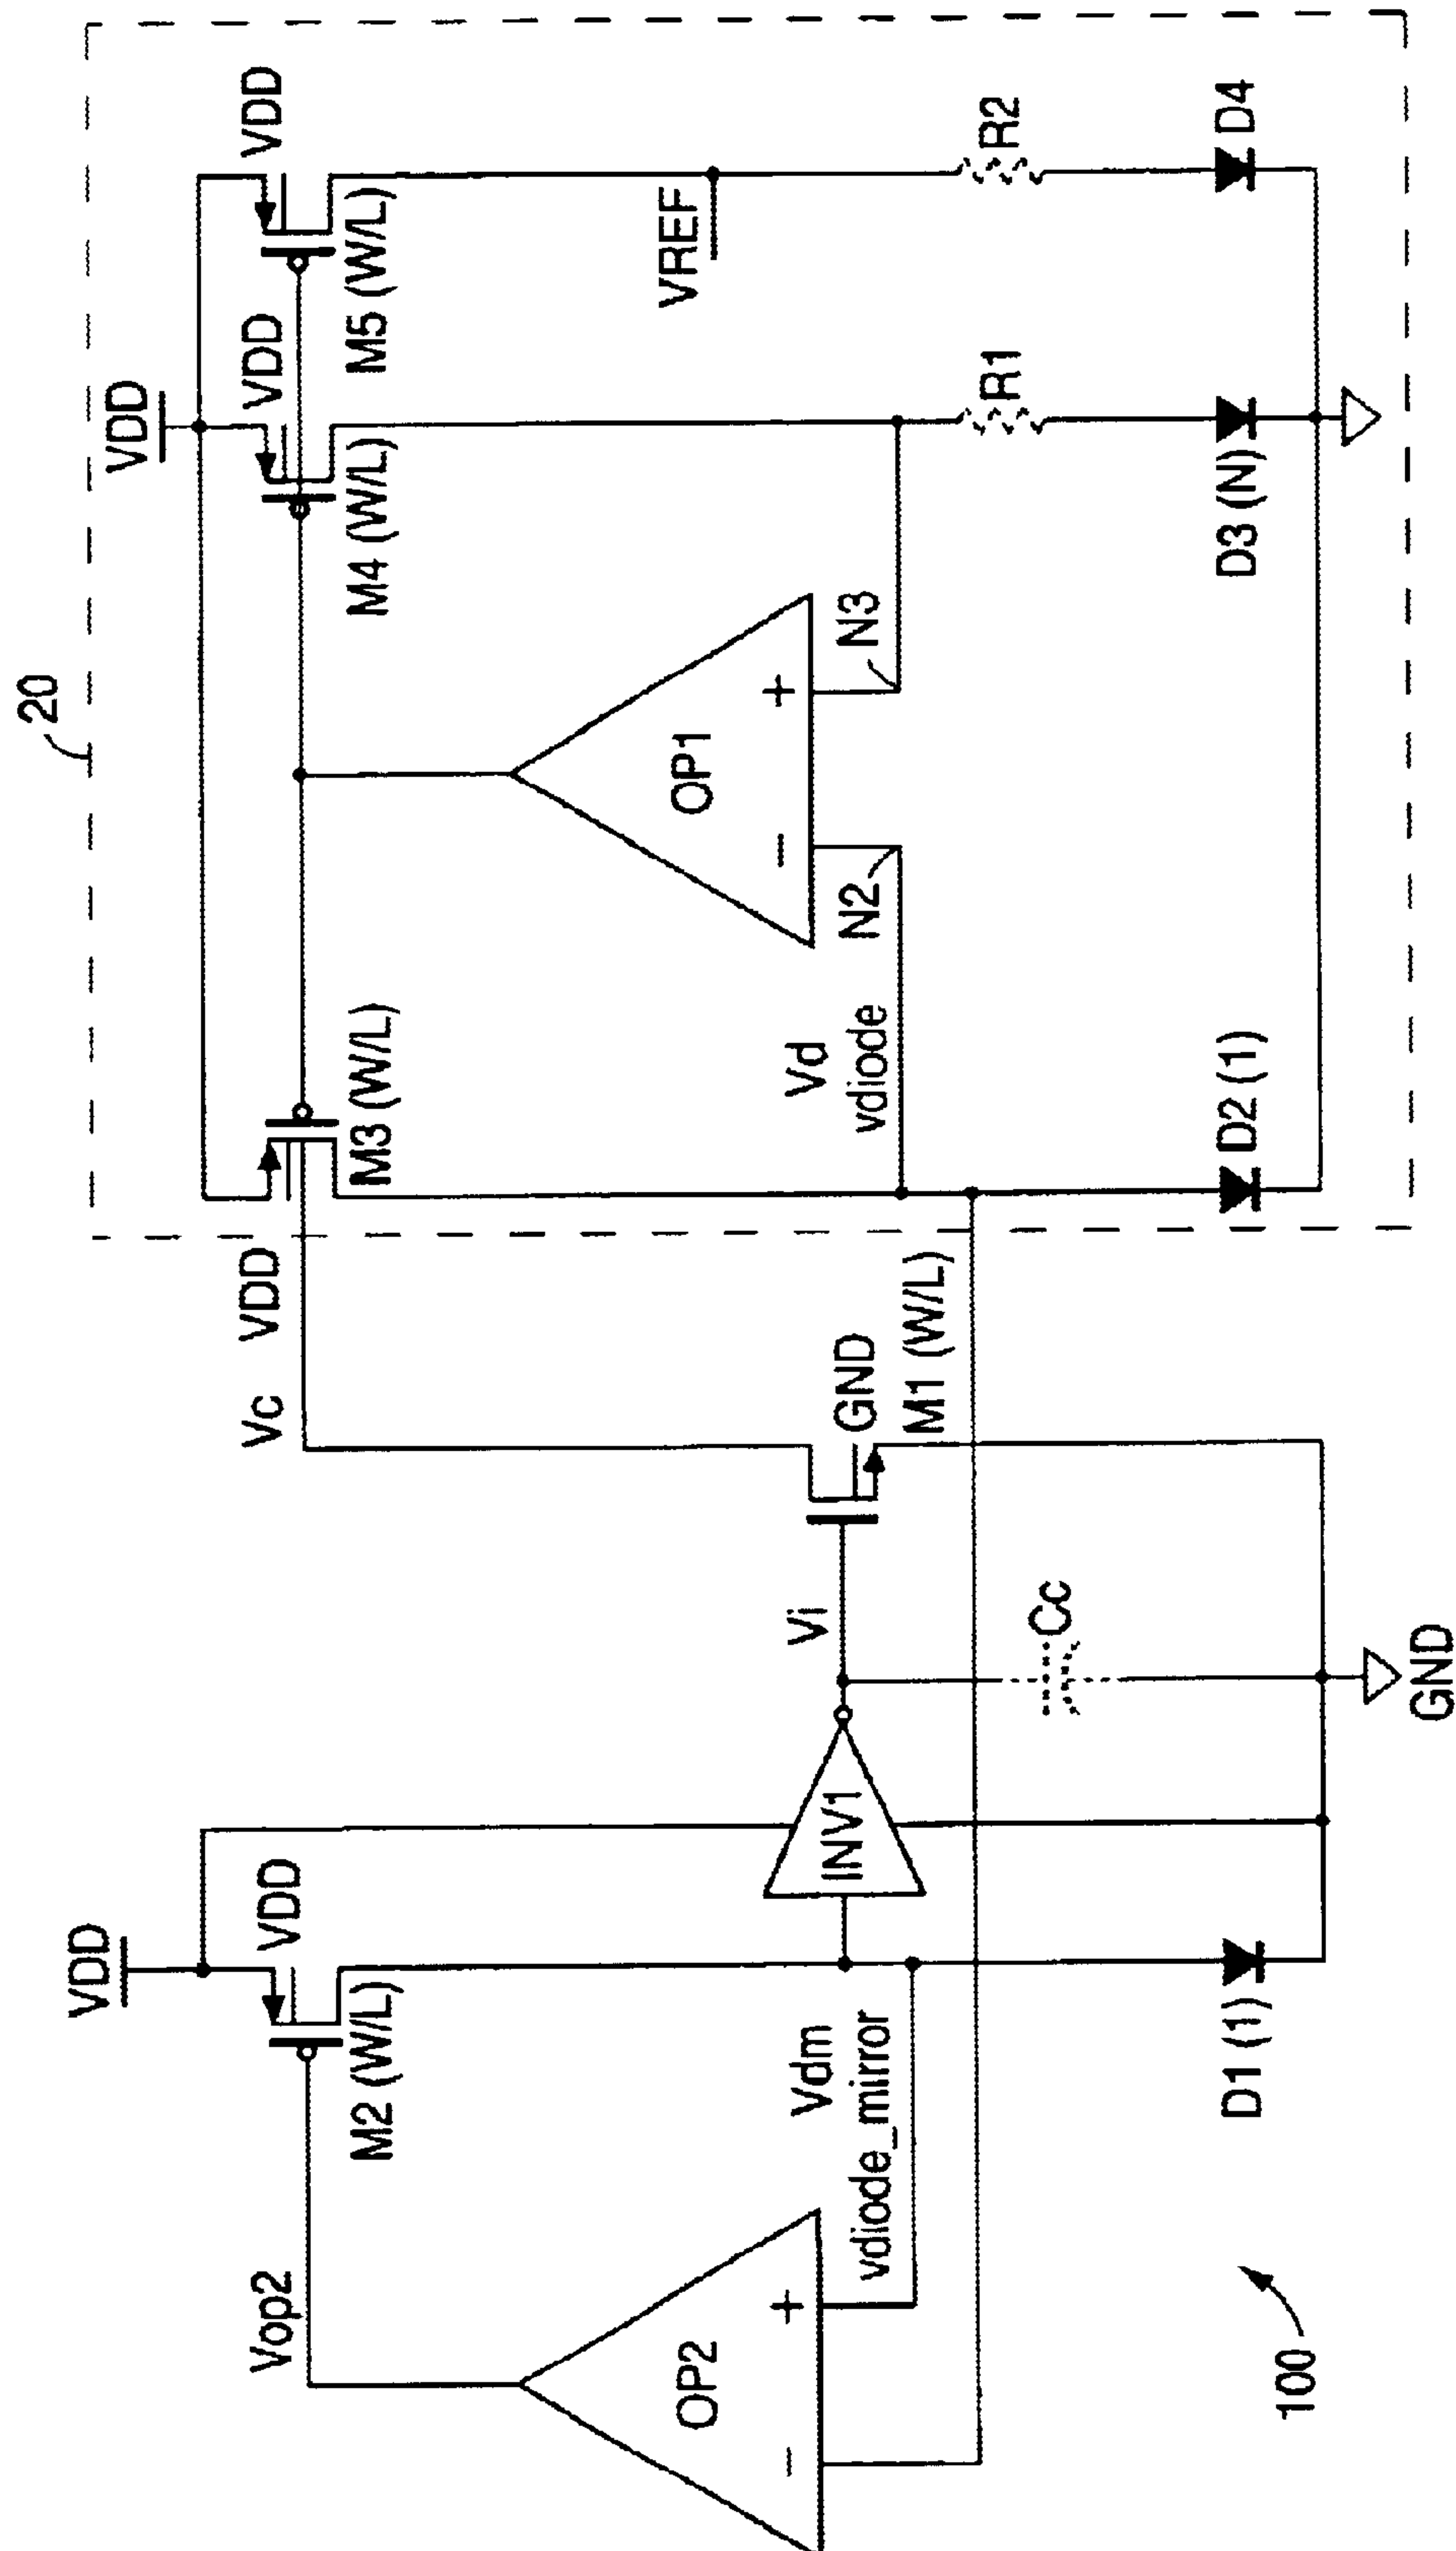 20
VDD
VDD
VDD
VDD
VDD
VDD
Vop2
M2 (W/L)
Vc
M3 (W/L)
M4 (W/L)
M5 (W/L)
OP2
- +
Vdm
vdiode_mirror
INV1
Vi
GND
M1 (W/L)
Vd
vdiode
OP1
- +
N2
N3
VREF
Cc
R1
R2
D1 (1)
D2 (1)
D3 (N)
D4
GND
100